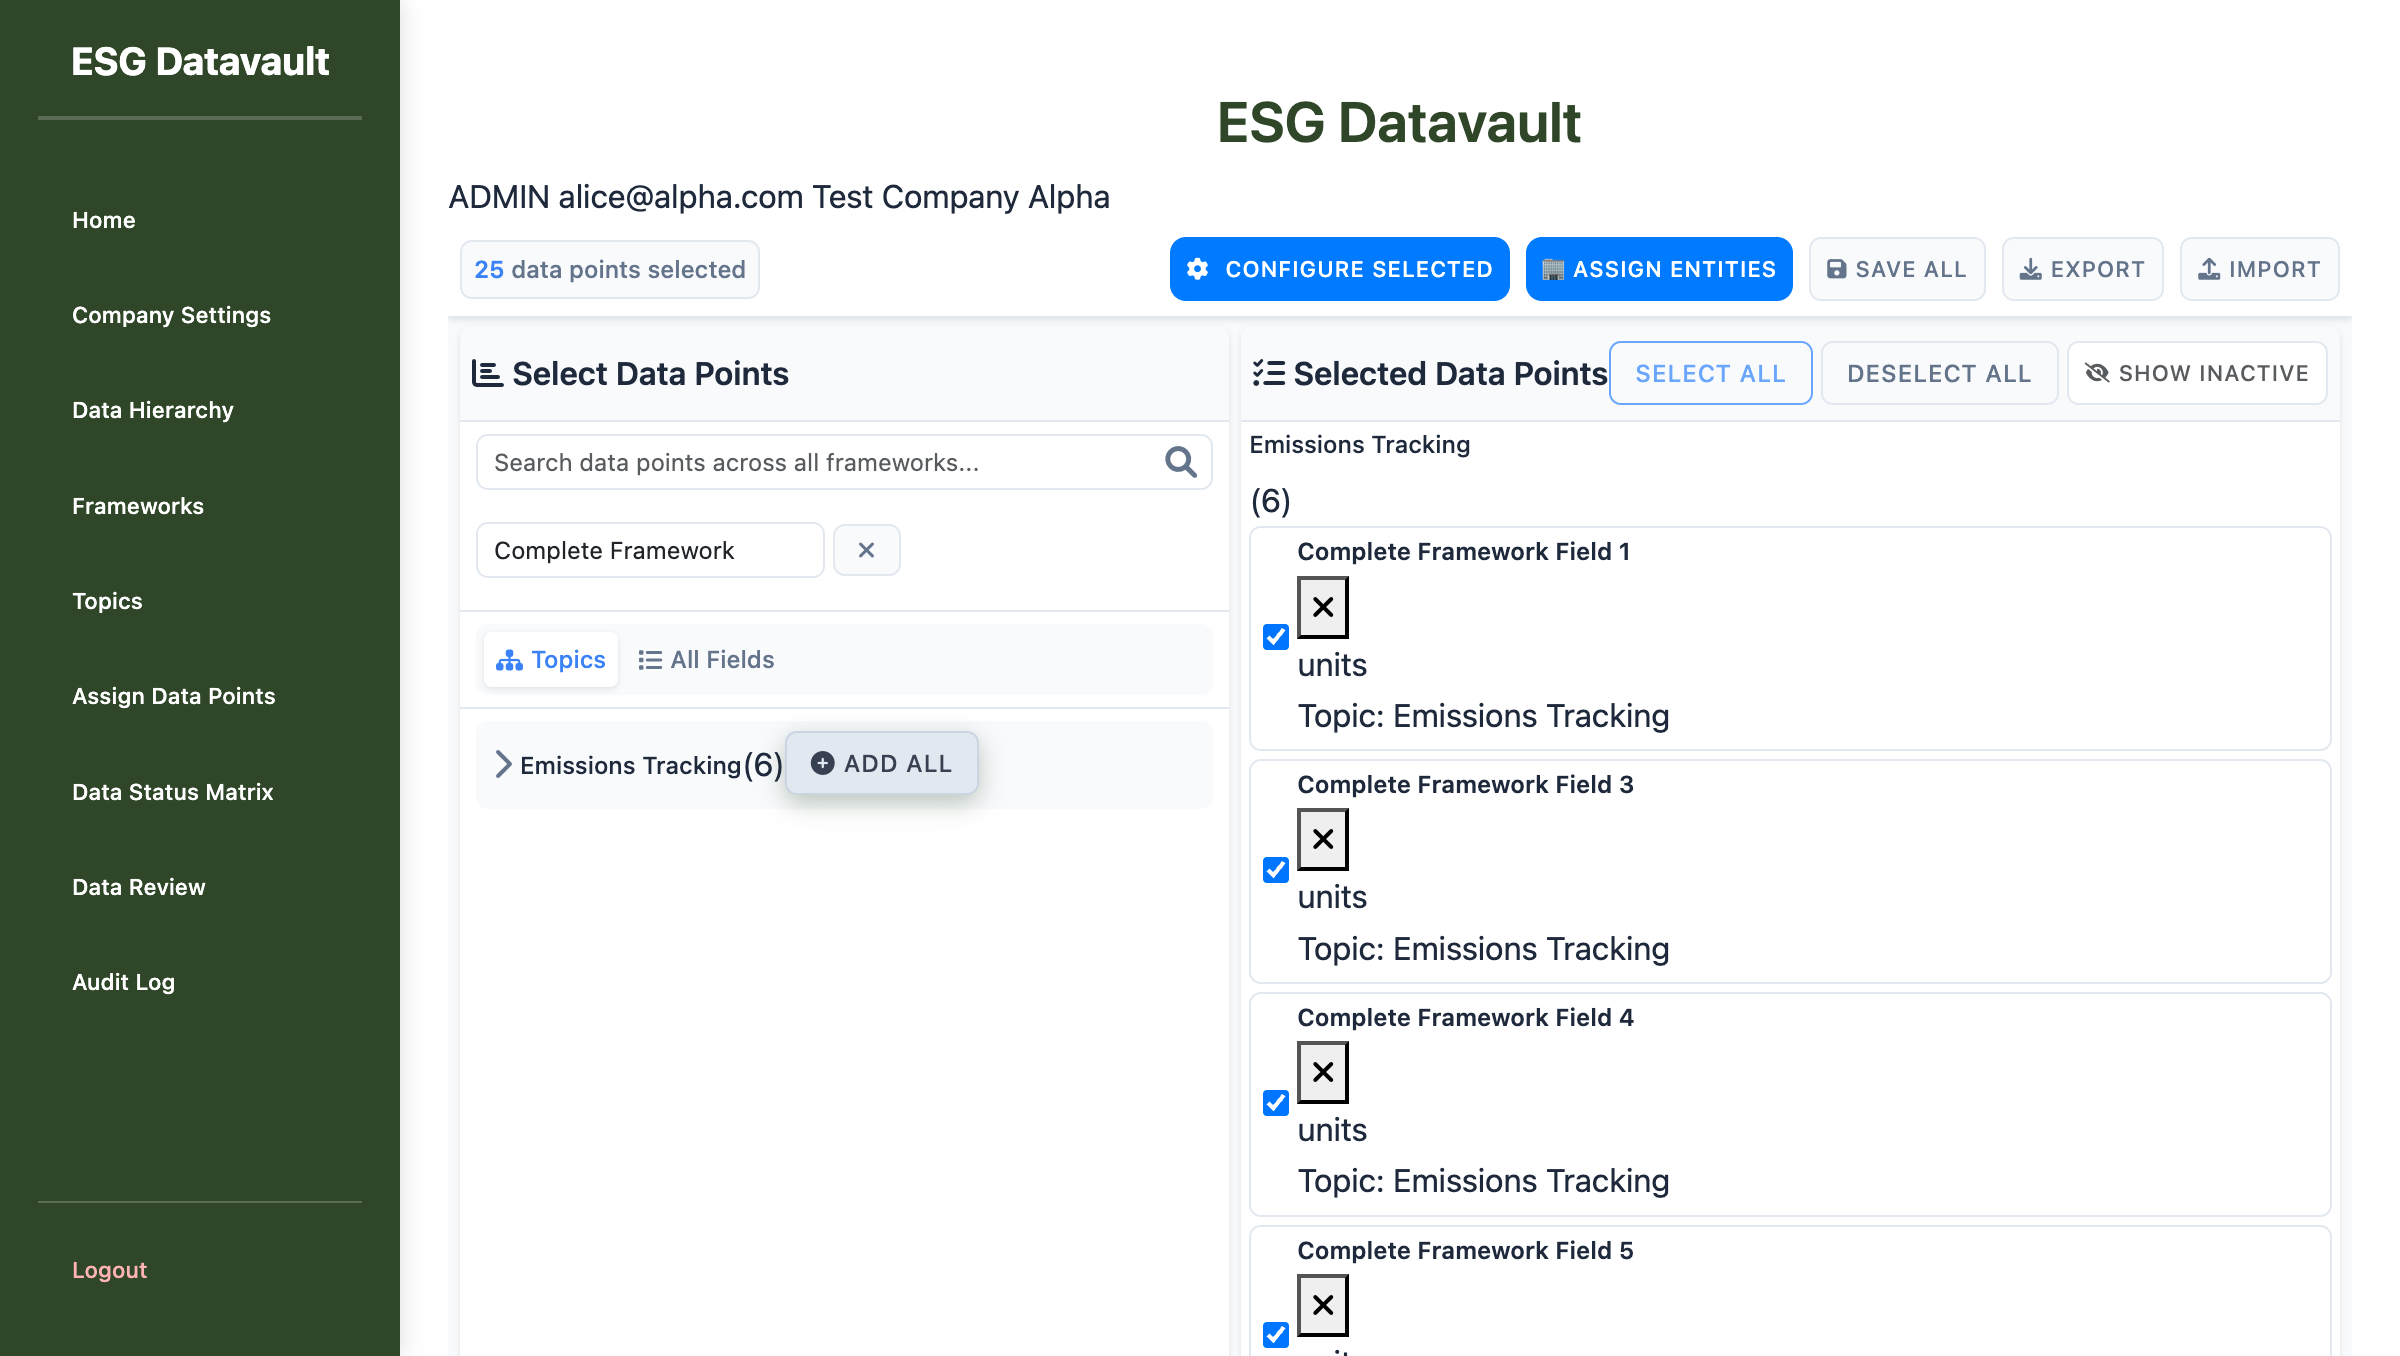 ESG Datavault
Home
Company Settings
Data Hierarchy
Frameworks
Topics
Assign Data Points
Data Status Matrix
Data Review
Audit Log
Logout
ESG Datavault
ADMIN alice@alpha.com Test Company Alpha
25 data points selected
CONFIGURE SELECTED
ASSIGN ENTITIES
SAVE ALL
EXPORT
IMPORT
Select Data Points
Search data points across all frameworks...
Complete Framework
Topics
All Fields
Emissions Tracking(6)
ADD ALL
Selected Data Points
SELECT ALL
DESELECT ALL
SHOW INACTIVE
Emissions Tracking
(6)
Complete Framework Field 1
units
Topic: Emissions Tracking
Complete Framework Field 3
units
Topic: Emissions Tracking
Complete Framework Field 4
units
Topic: Emissions Tracking
Complete Framework Field 5